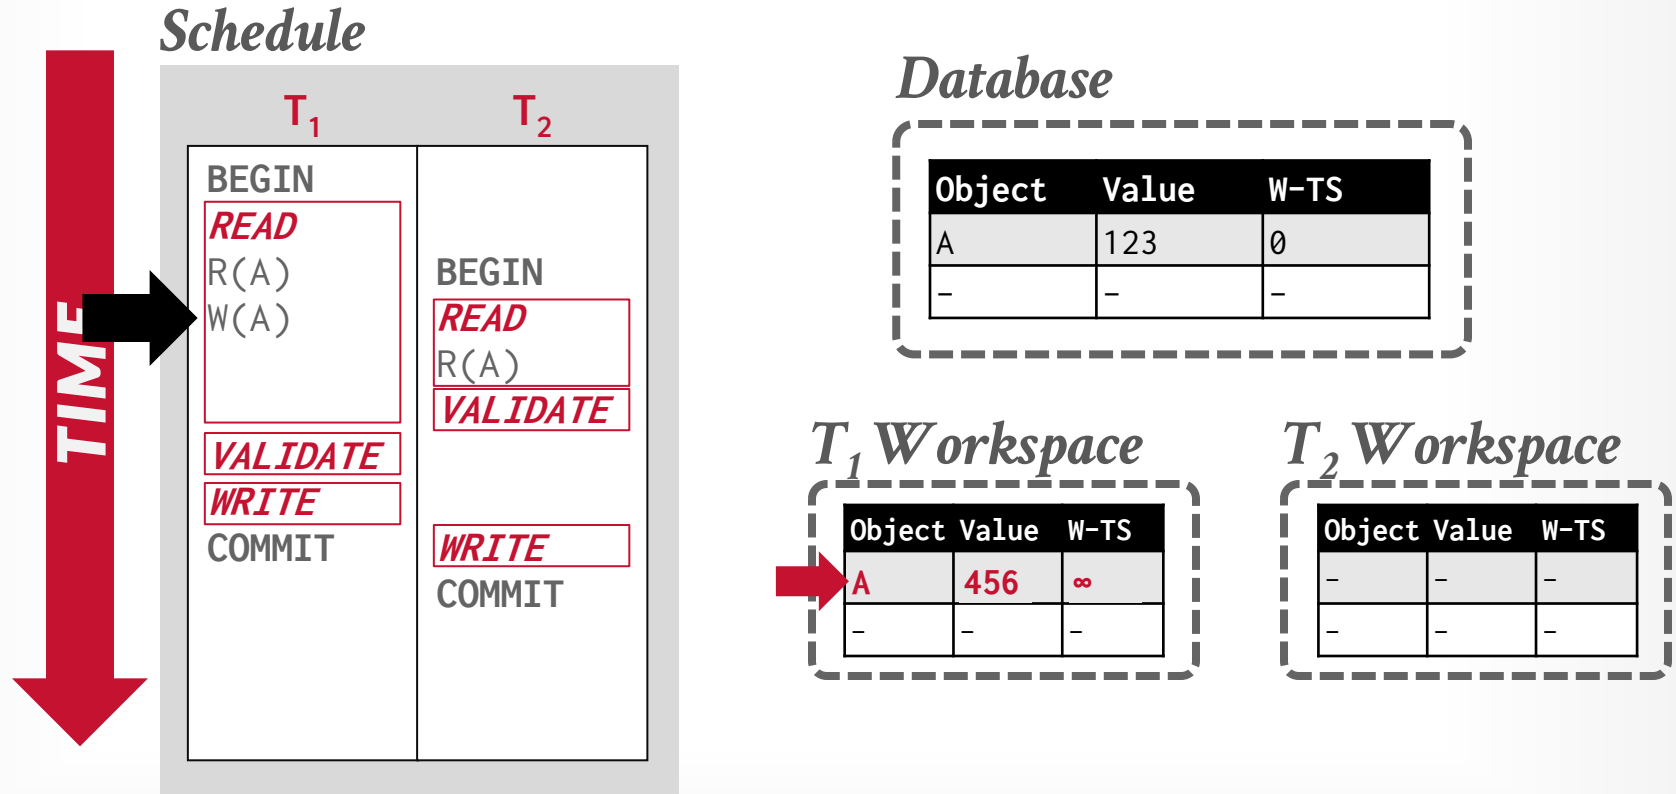 Schedule
TIME
T1 T2
BEGIN
READ
R(A)
W(A)
VALIDATE
WRITE
COMMIT
BEGIN
READ
R(A)
VALIDATE
WRITE
COMMIT
Database
Object Value W-TS
A 123 0
- - -
T1 Workspace
Object Value W-TS
A 456 ∞
- - -
T2 Workspace
Object Value W-TS
- - -
- - -